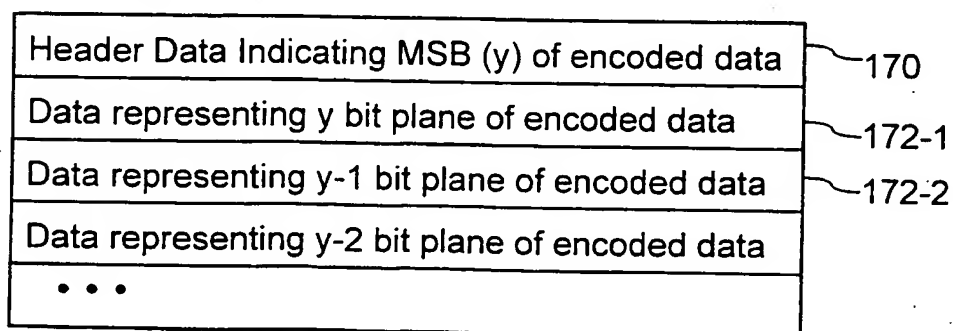 Header Data Indicating MSB (y) of encoded data 170
Data representing y bit plane of encoded data 172-1
Data representing y-1 bit plane of encoded data 172-2
Data representing y-2 bit plane of encoded data
• • •